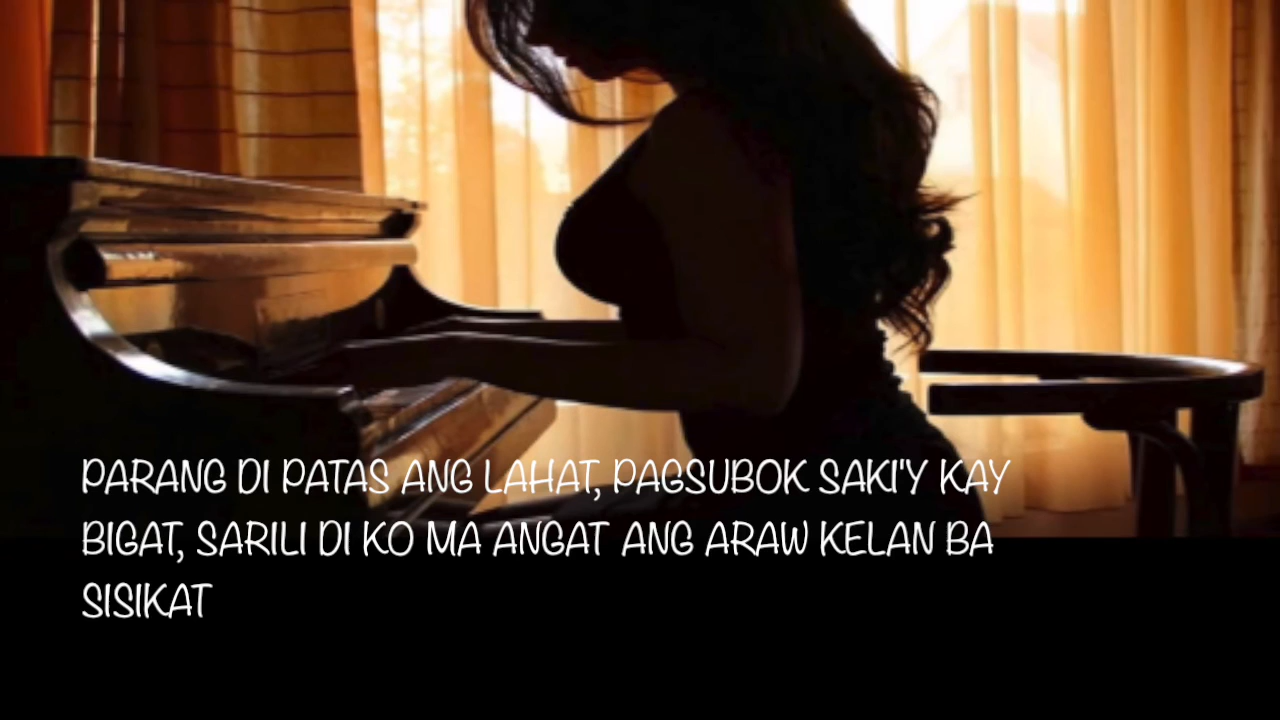 PARANG DI PATAS ANG LAHAT, PAGSUBOK SAKI'Y KAY
BIGAT, SARILI DI KO MA ANGAT ANG ARAW KELAN BA
SISIKAT